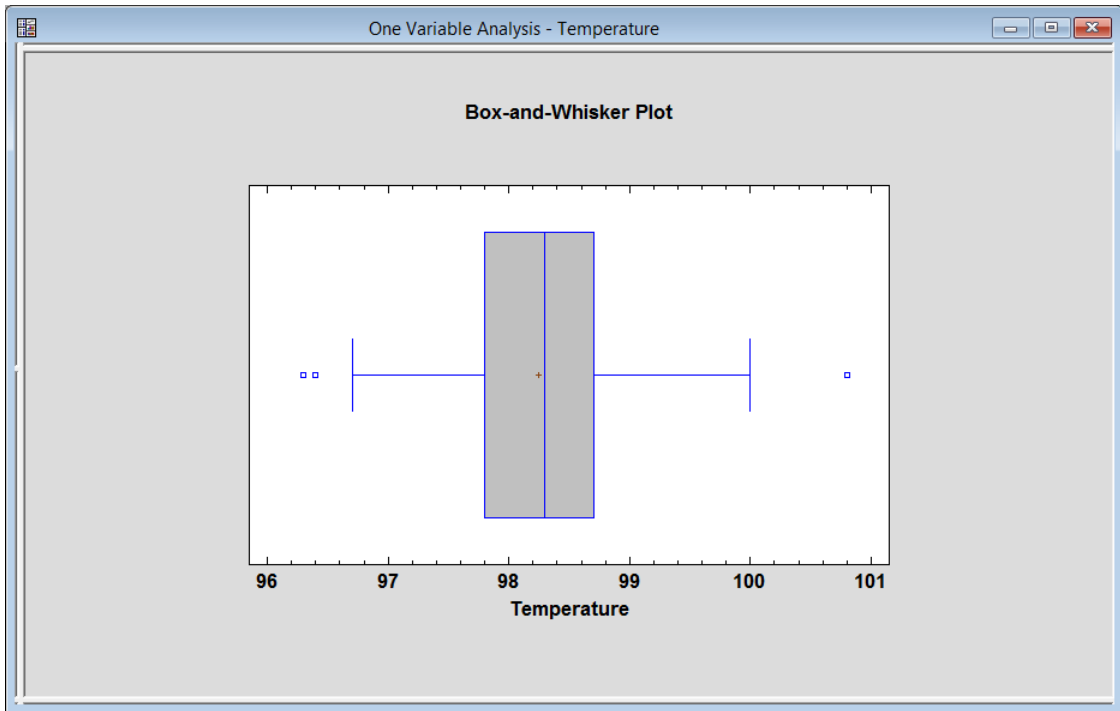 One Variable Analysis - Temperature
Box-and-Whisker Plot
96 97 98 99 100 101
Temperature